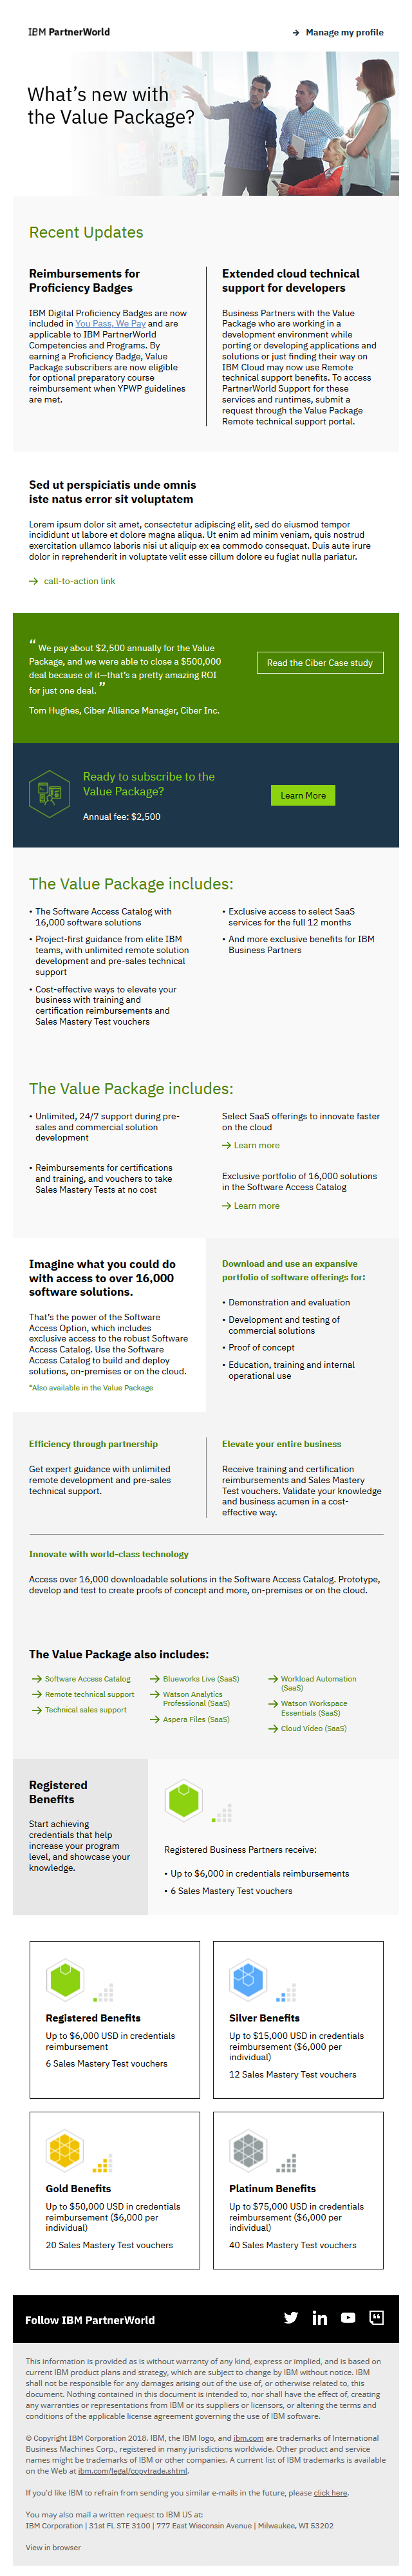 IBM PartnerWorld
→ Manage my profile
What's new with
the Value Package?
Recent Updates
Reimbursements for
Proficiency Badges
IBM Digital Proficiency Badges are now
included in You Pass, We Pay and are
applicable to IBM PartnerWorld
Competencies and Programs. By
earning a Proficiency Badge, Value
Package subscribers are now eligible
for optional preparatory course
reimbursement when YPWP guidelines
are met.
Extended cloud technical
support for developers
Business Partners with the Value
Package who are working in a
development environment while
porting or developing applications and
solutions or just finding their way on
IBM Cloud may now use Remote
technical support benefits. To access
PartnerWorld Support for these
services and runtimes, submit a
request through the Value Package
Remote technical support portal.
Sed ut perspiciatis unde omnis
iste natus error sit voluptatem
Lorem ipsum dolor sit amet, consectetur adipiscing elit, sed do eiusmod tempor
incididunt ut labore et dolore magna aliqua. Ut enim ad minim veniam, quis nostrud
exercitation ullamco laboris nisi ut aliquip ex ea commodo consequat. Duis aute irure
dolor in reprehenderit in voluptate velit esse cillum dolore eu fugiat nulla pariatur.
→ call-to-action link
“ We pay about $2,500 annually for the Value
Package, and we were able to close a $500,000
deal because of it—that's a pretty amazing ROI
for just one deal. ”
Tom Hughes, Ciber Alliance Manager, Ciber Inc.
Read the Ciber Case study
Ready to subscribe to the
Value Package?
Annual fee: $2,500
Learn More
The Value Package includes:
• The Software Access Catalog with
16,000 software solutions
• Project-first guidance from elite IBM
teams, with unlimited remote solution
development and pre-sales technical
support
• Cost-effective ways to elevate your
business with training and
certification reimbursements and
Sales Mastery Test vouchers
• Exclusive access to select SaaS
services for the full 12 months
• And more exclusive benefits for IBM
Business Partners
The Value Package includes:
• Unlimited, 24/7 support during pre-
sales and commercial solution
development
• Reimbursements for certifications
and training, and vouchers to take
Sales Mastery Tests at no cost
Select SaaS offerings to innovate faster
on the cloud
→ Learn more
Exclusive portfolio of 16,000 solutions
in the Software Access Catalog
→ Learn more
Imagine what you could do
with access to over 16,000
software solutions.
That's the power of the Software
Access Option, which includes
exclusive access to the robust Software
Access Catalog. Use the Software
Access Catalog to build and deploy
solutions, on-premises or on the cloud.
*Also available in the Value Package
Download and use an expansive
portfolio of software offerings for:
• Demonstration and evaluation
• Development and testing of
commercial solutions
• Proof of concept
• Education, training and internal
operational use
Efficiency through partnership
Get expert guidance with unlimited
remote development and pre-sales
technical support.
Elevate your entire business
Receive training and certification
reimbursements and Sales Mastery
Test vouchers. Validate your knowledge
and business acumen in a cost-
effective way.
Innovate with world-class technology
Access over 16,000 downloadable solutions in the Software Access Catalog. Prototype,
develop and test to create proofs of concept and more, on-premises or on the cloud.
The Value Package also includes:
→ Software Access Catalog
→ Remote technical support
→ Technical sales support
→ Blueworks Live (SaaS)
→ Watson Analytics
Professional (SaaS)
→ Aspera Files (SaaS)
→ Workload Automation
(SaaS)
→ Watson Workspace
Essentials (SaaS)
→ Cloud Video (SaaS)
Registered
Benefits
Start achieving
credentials that help
increase your program
level, and showcase your
knowledge.
Registered Business Partners receive:
• Up to $6,000 in credentials reimbursements
• 6 Sales Mastery Test vouchers
Registered Benefits
Up to $6,000 USD in credentials
reimbursement
6 Sales Mastery Test vouchers
Silver Benefits
Up to $15,000 USD in credentials
reimbursement ($6,000 per
individual)
12 Sales Mastery Test vouchers
Gold Benefits
Up to $50,000 USD in credentials
reimbursement ($6,000 per
individual)
20 Sales Mastery Test vouchers
Platinum Benefits
Up to $75,000 USD in credentials
reimbursement ($6,000 per
individual)
40 Sales Mastery Test vouchers
Follow IBM PartnerWorld
This information is provided as is without warranty of any kind, express or implied, and is based on
current IBM product plans and strategy, which are subject to change by IBM without notice. IBM
shall not be responsible for any damages arising out of the use of, or otherwise related to, this
document. Nothing contained in this document is intended to, nor shall have the effect of, creating
any warranties or representations from IBM or its suppliers or licensors, or altering the terms and
conditions of the applicable license agreement governing the use of IBM software.
© Copyright IBM Corporation 2018. IBM, the IBM logo, and ibm.com are trademarks of International
Business Machines Corp., registered in many jurisdictions worldwide. Other product and service
names might be trademarks of IBM or other companies. A current list of IBM trademarks is available
on the Web at ibm.com/legal/copytrade.shtml.
If you'd like IBM to refrain from sending you similar e-mails in the future, please click here.
You may also mail a written request to IBM US at:
IBM Corporation | 31st FL STE 3100 | 777 East Wisconsin Avenue | Milwaukee, WI 53202
View in browser